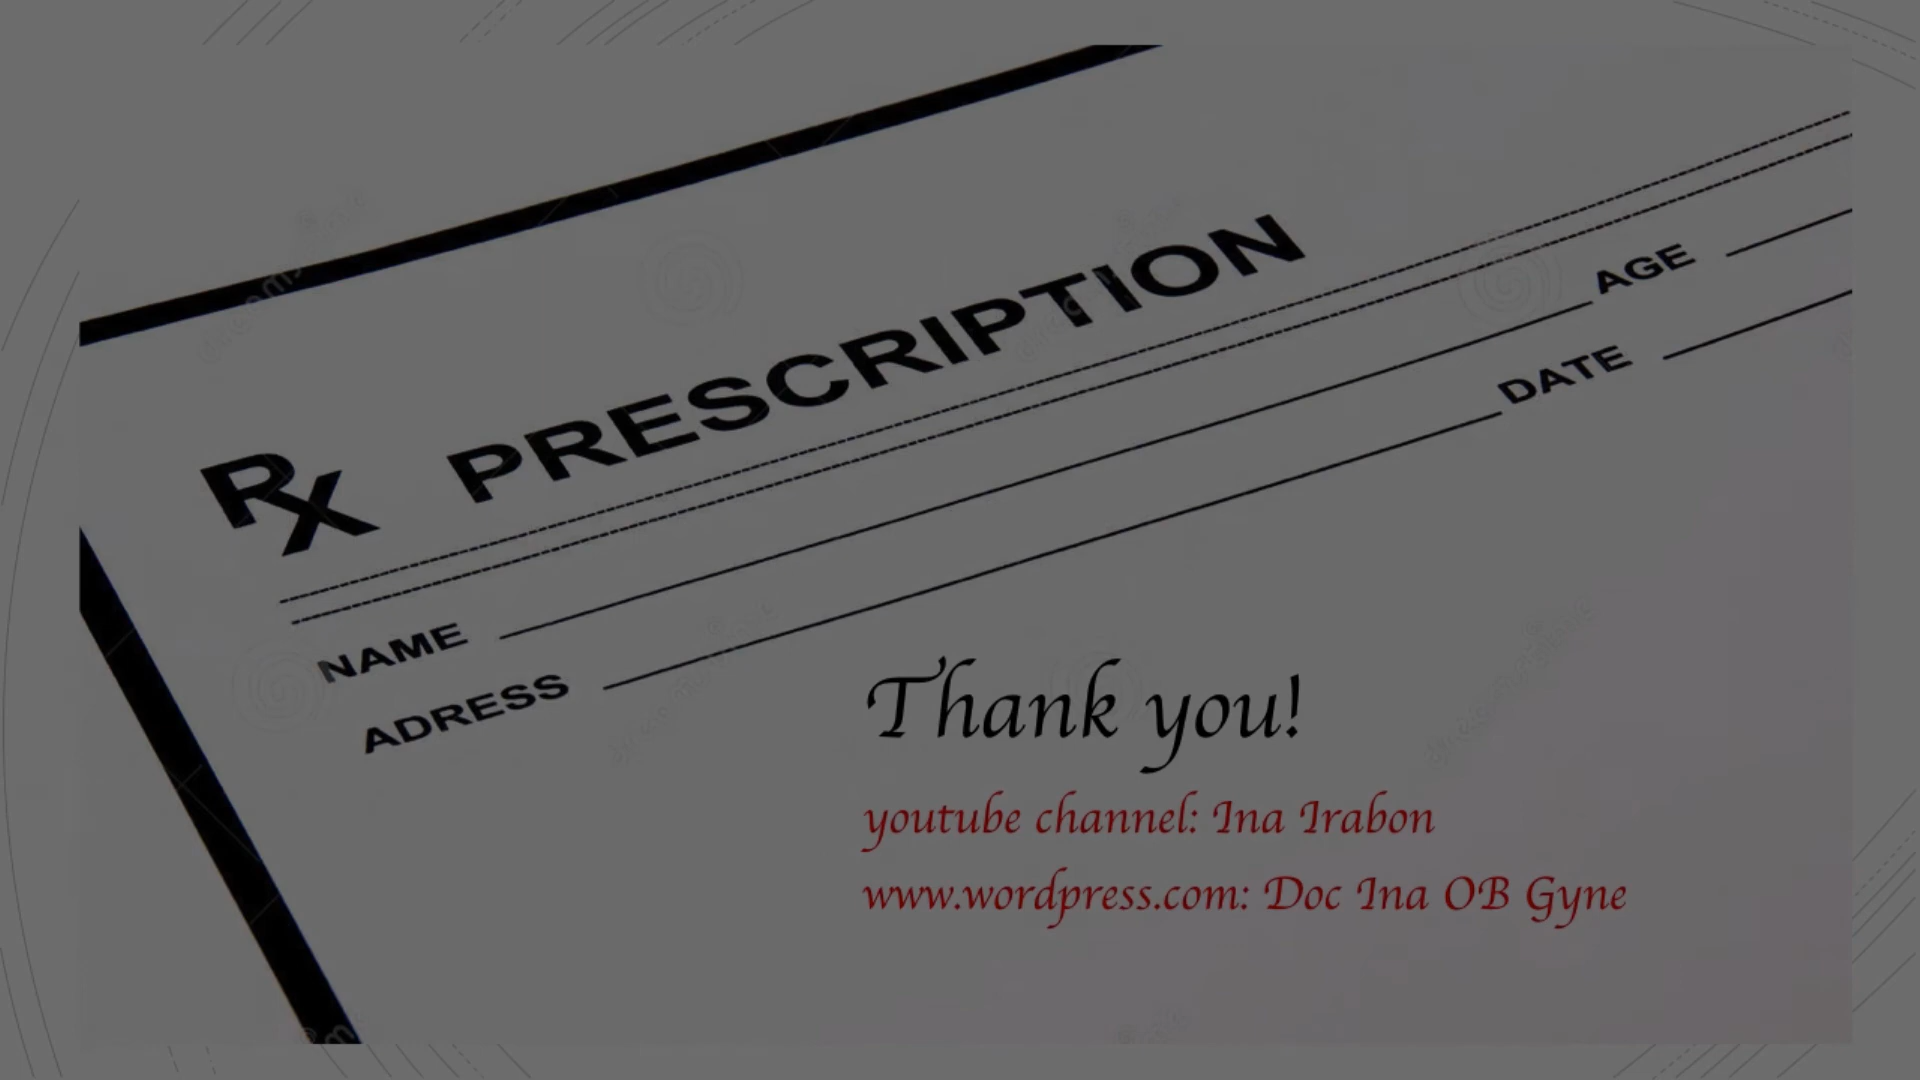 Rx PRESCRIPTION
NAME AGE
ADRESS DATE
Thank you!
youtube channel: Ina Irabon
www.wordpress.com: Doc Ina OB Gyne